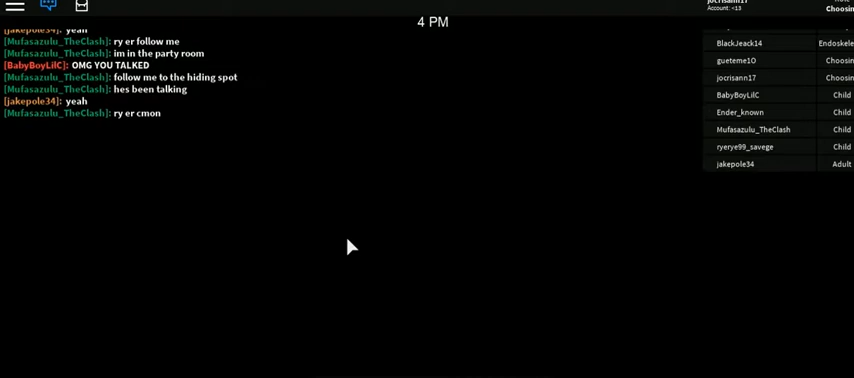 Account: <13
Choosin
4 PM
[jakepole34]: yeah
[Mufasazulu_TheClash]: ry er follow me
[Mufasazulu_TheClash]: im in the party room
[BabyBoyLilC]: OMG YOU TALKED
[Mufasazulu_TheClash]: follow me to the hiding spot
[Mufasazulu_TheClash]: hes been talking
[jakepole34]: yeah
[Mufasazulu_TheClash]: ry er cmon
BlackJeack14 Endoskele
gueteme10 Choosin
jocrisann17 Choosin
BabyBoyLilC Child
Ender_known Child
Mufasazulu_TheClash Child
ryerye99_savege Child
jakepole34 Adult